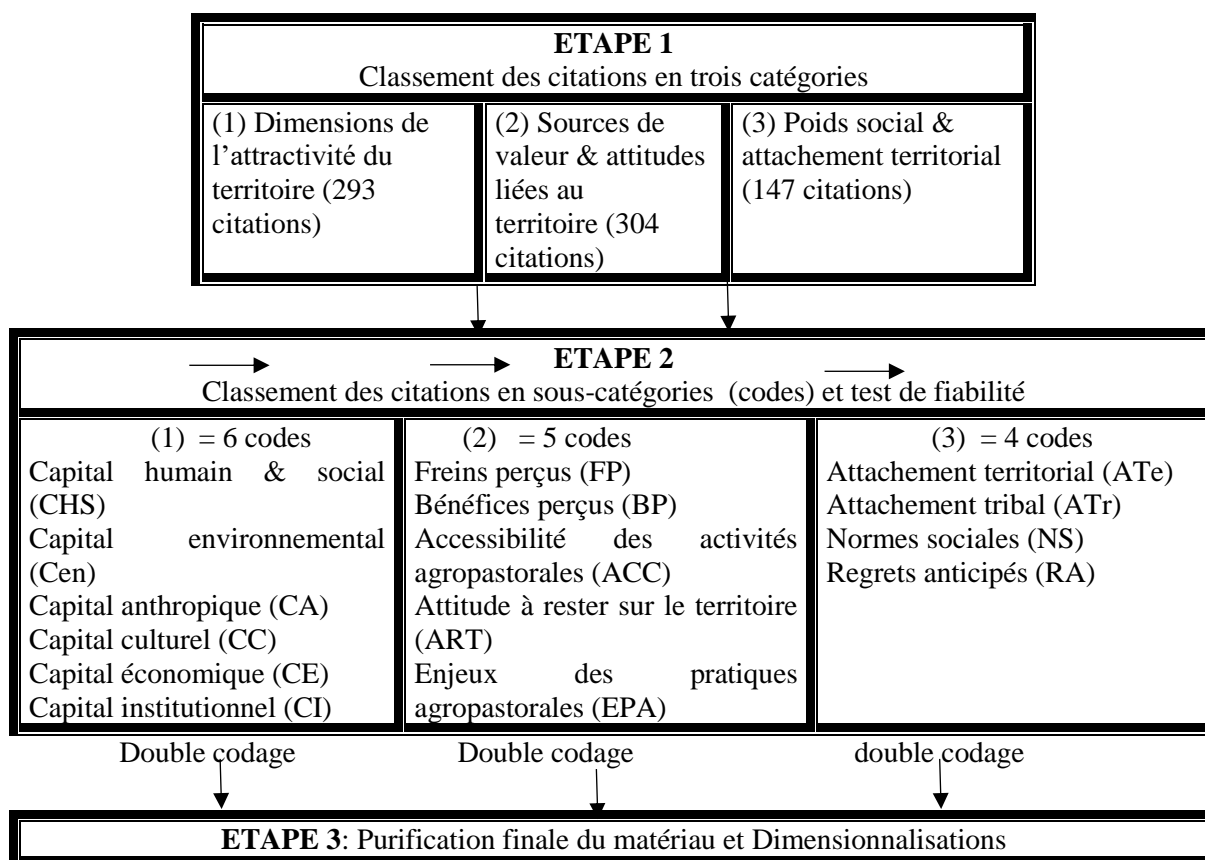 ETAPE 1
Classement des citations en trois catégories
(1) Dimensions de
l’attractivité du
territoire (293
citations)
(2) Sources de
valeur & attitudes
liées au
territoire (304
citations)
(3) Poids social &
attachement territorial
(147 citations)
ETAPE 2
Classement des citations en sous-catégories (codes) et test de fiabilité
(1) = 6 codes
Capital humain & social
(CHS)
Capital environnemental
(Cen)
Capital anthropique (CA)
Capital culturel (CC)
Capital économique (CE)
Capital institutionnel (CI)
(2) = 5 codes
Freins perçus (FP)
Bénéfices perçus (BP)
Accessibilité des activités
agropastorales (ACC)
Attitude à rester sur le territoire
(ART)
Enjeux des pratiques
agropastorales (EPA)
(3) = 4 codes
Attachement territorial (ATe)
Attachement tribal (ATr)
Normes sociales (NS)
Regrets anticipés (RA)
Double codage
Double codage
double codage
ETAPE 3: Purification finale du matériau et Dimensionnalisations